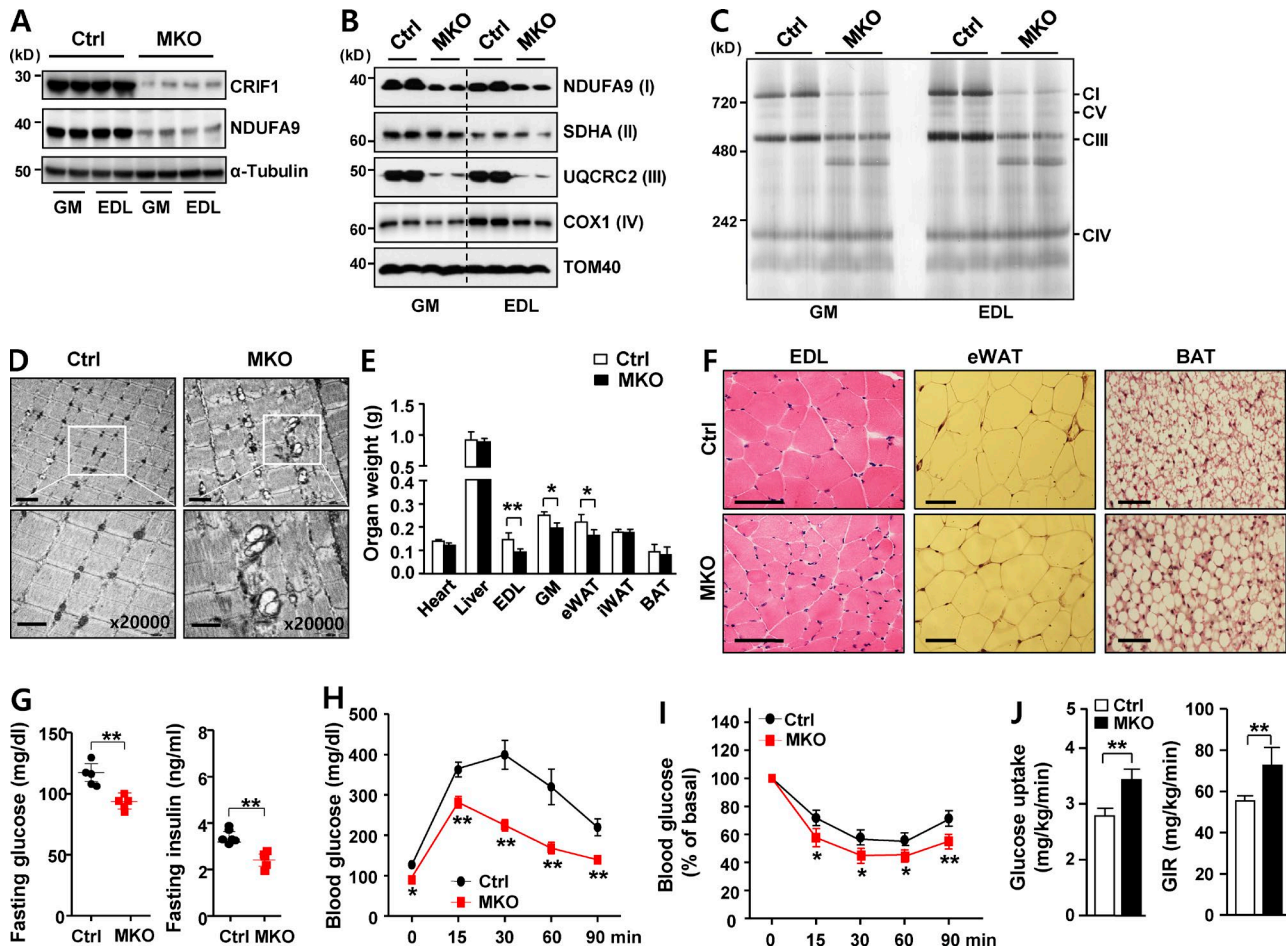 A
Ctrl MKO
(kD)
30
CRIF1
40
NDUFA9
50
α-Tubulin
GM EDL GM EDL
B
Ctrl MKO Ctrl MKO
(kD)
40
NDUFA9 (I)
60
SDHA (II)
50
UQCRC2 (III)
60
COX1 (IV)
40
TOM40
GM EDL
C
Ctrl MKO Ctrl MKO
(kD)
720
480
242
CI
CV
CIII
CIV
GM EDL
D
Ctrl MKO
x20000 x20000
E
Ctrl
MKO
Organ weight (g)
1.5
1.0
0.5
0.3
0.2
0.1
0.0
** * *
Heart Liver EDL GM eWAT iWAT BAT
F
EDL eWAT BAT
Ctrl
MKO
G
Fasting glucose (mg/dl)
150
100
50
0
**
Ctrl MKO
Fasting insulin (ng/ml)
8
6
4
2
0
**
Ctrl MKO
H
Blood glucose (mg/dl)
500
400
300
200
100
0
* ** ** ** **
Ctrl
MKO
0 15 30 60 90 min
I
Blood glucose
(% of basal)
Ctrl
MKO
140
120
100
80
60
40
20
0
* * * **
0 15 30 60 90 min
J
Ctrl
MKO
Glucose uptake
(mg/kg/min)
5
4
3
2
0
**
GIR (mg/kg/min)
100
80
60
40
20
0
**